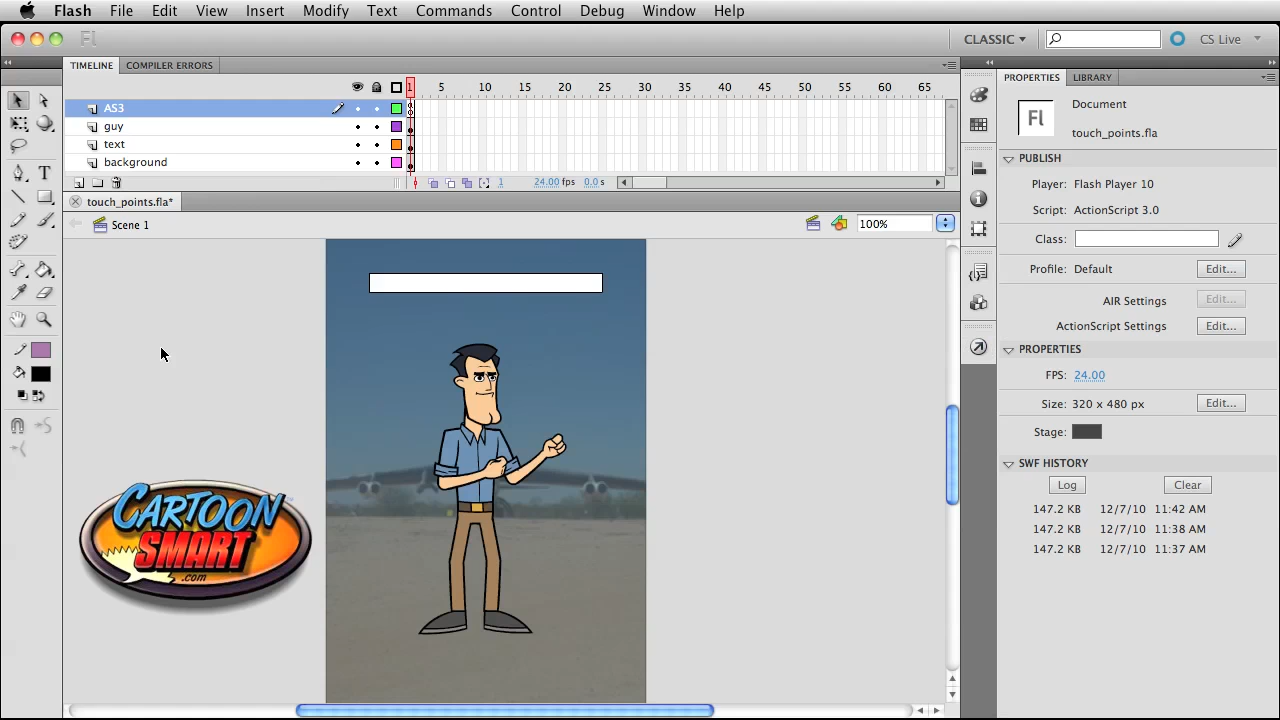 Flash File Edit View Insert Modify Text Commands Control Debug Window Help
Fl CLASSIC CS Live
TIMELINE COMPILER ERRORS
1 5 10 15 20 25 30 35 40 45 50 55 60 65
AS3
guy
text
background
1 24.00 fps 0.0 s
touch_points.fla*
Scene 1 100%
CARTOON
SMART
.com
PROPERTIES LIBRARY
Fl
Document
touch_points.fla
PUBLISH
Player: Flash Player 10
Script: ActionScript 3.0
Class:
Profile: Default Edit...
AIR Settings Edit...
ActionScript Settings Edit...
PROPERTIES
FPS: 24.00
Size: 320 x 480 px Edit...
Stage:
SWF HISTORY
Log Clear
147.2 KB 12/7/10 11:42 AM
147.2 KB 12/7/10 11:38 AM
147.2 KB 12/7/10 11:37 AM